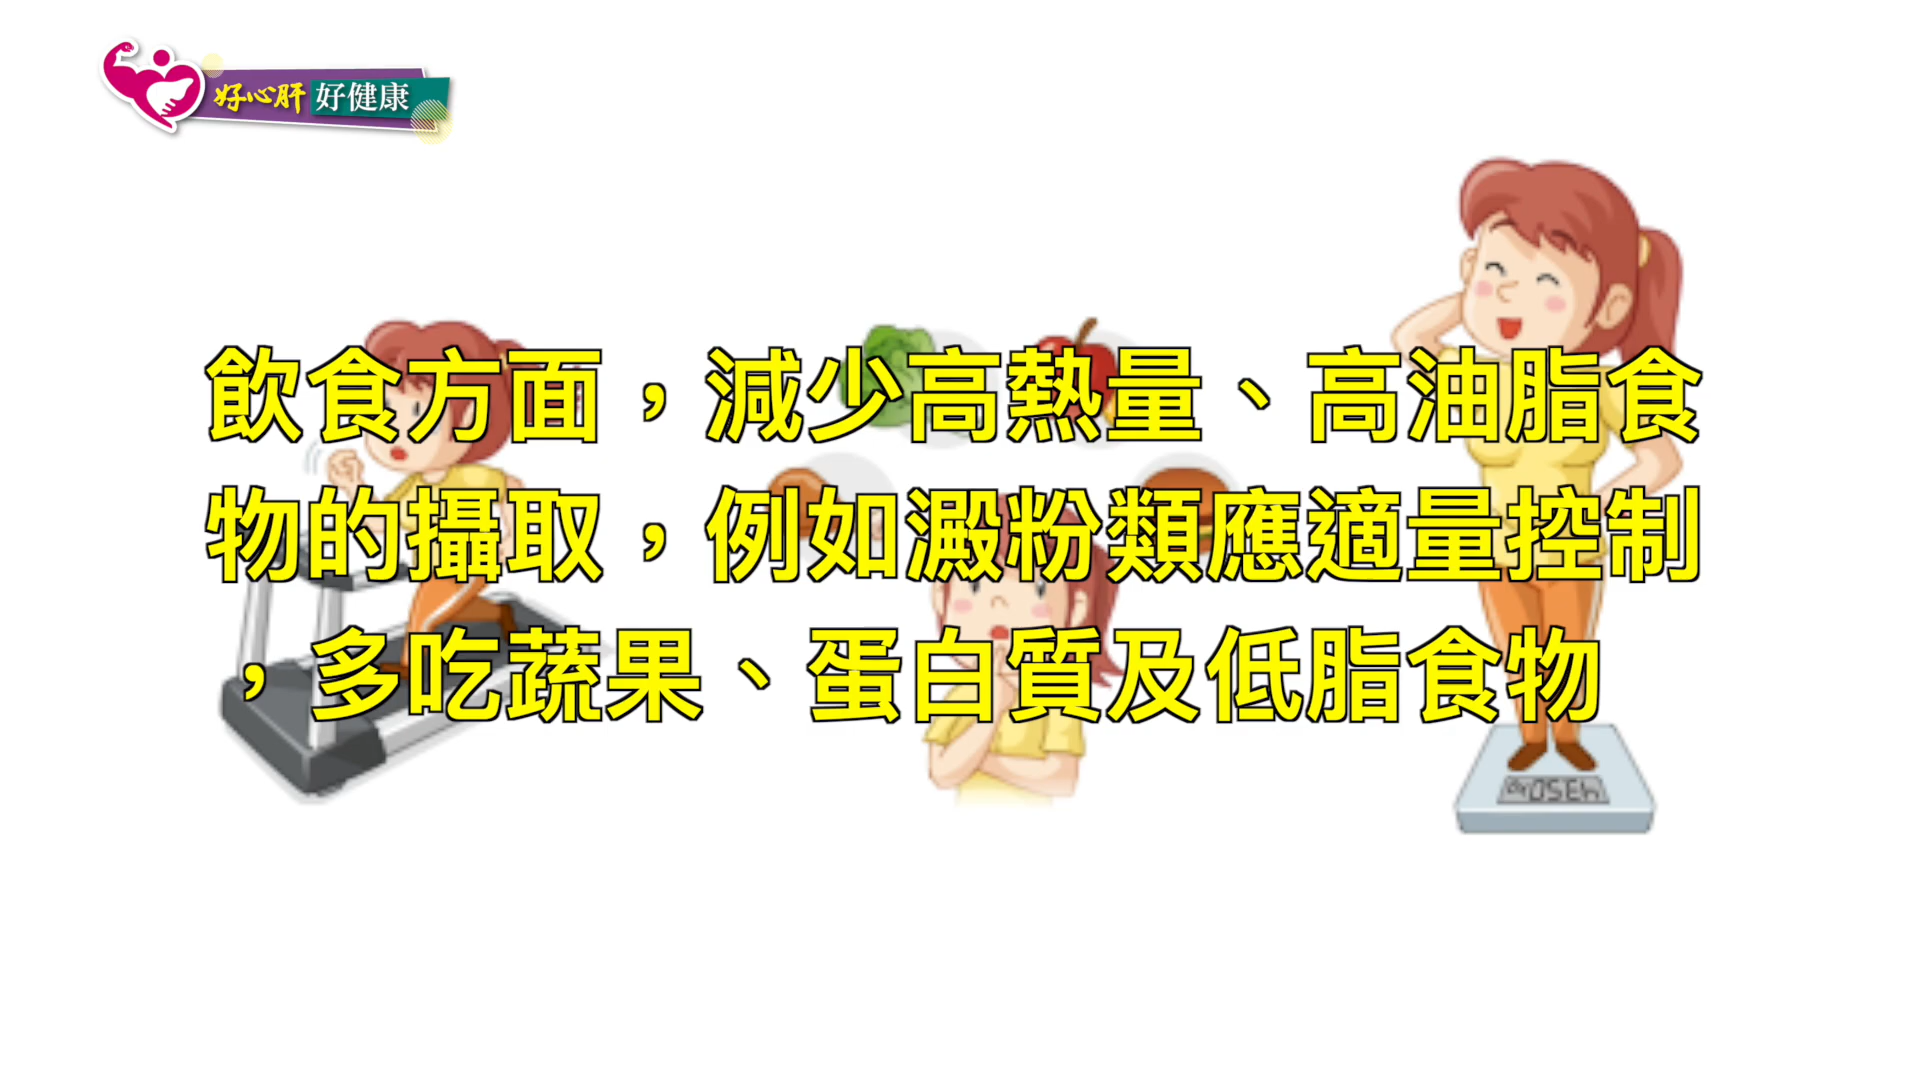 好心肝 好健康
飲食方面，減少高熱量、高油脂食
物的攝取，例如澱粉類應適量控制
，多吃蔬果、蛋白質及低脂食物